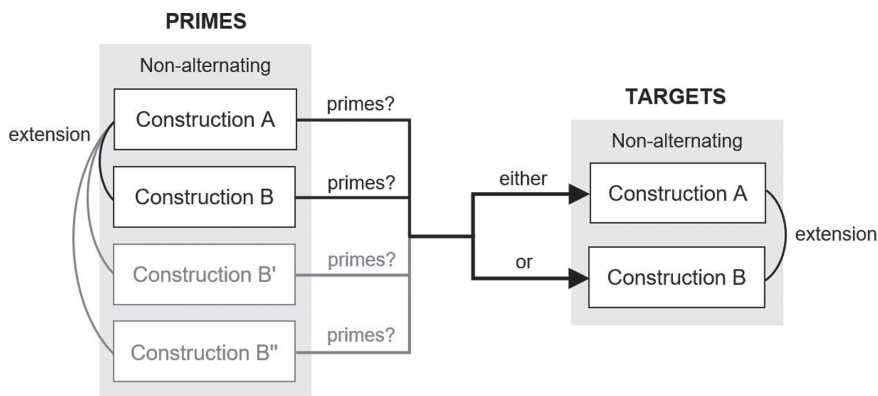 PRIMES
Non-alternating
Construction A
extension
Construction B
Construction B'
Construction B"
primes?
primes?
primes?
primes?
either
or
TARGETS
Non-alternating
Construction A
Construction B
extension